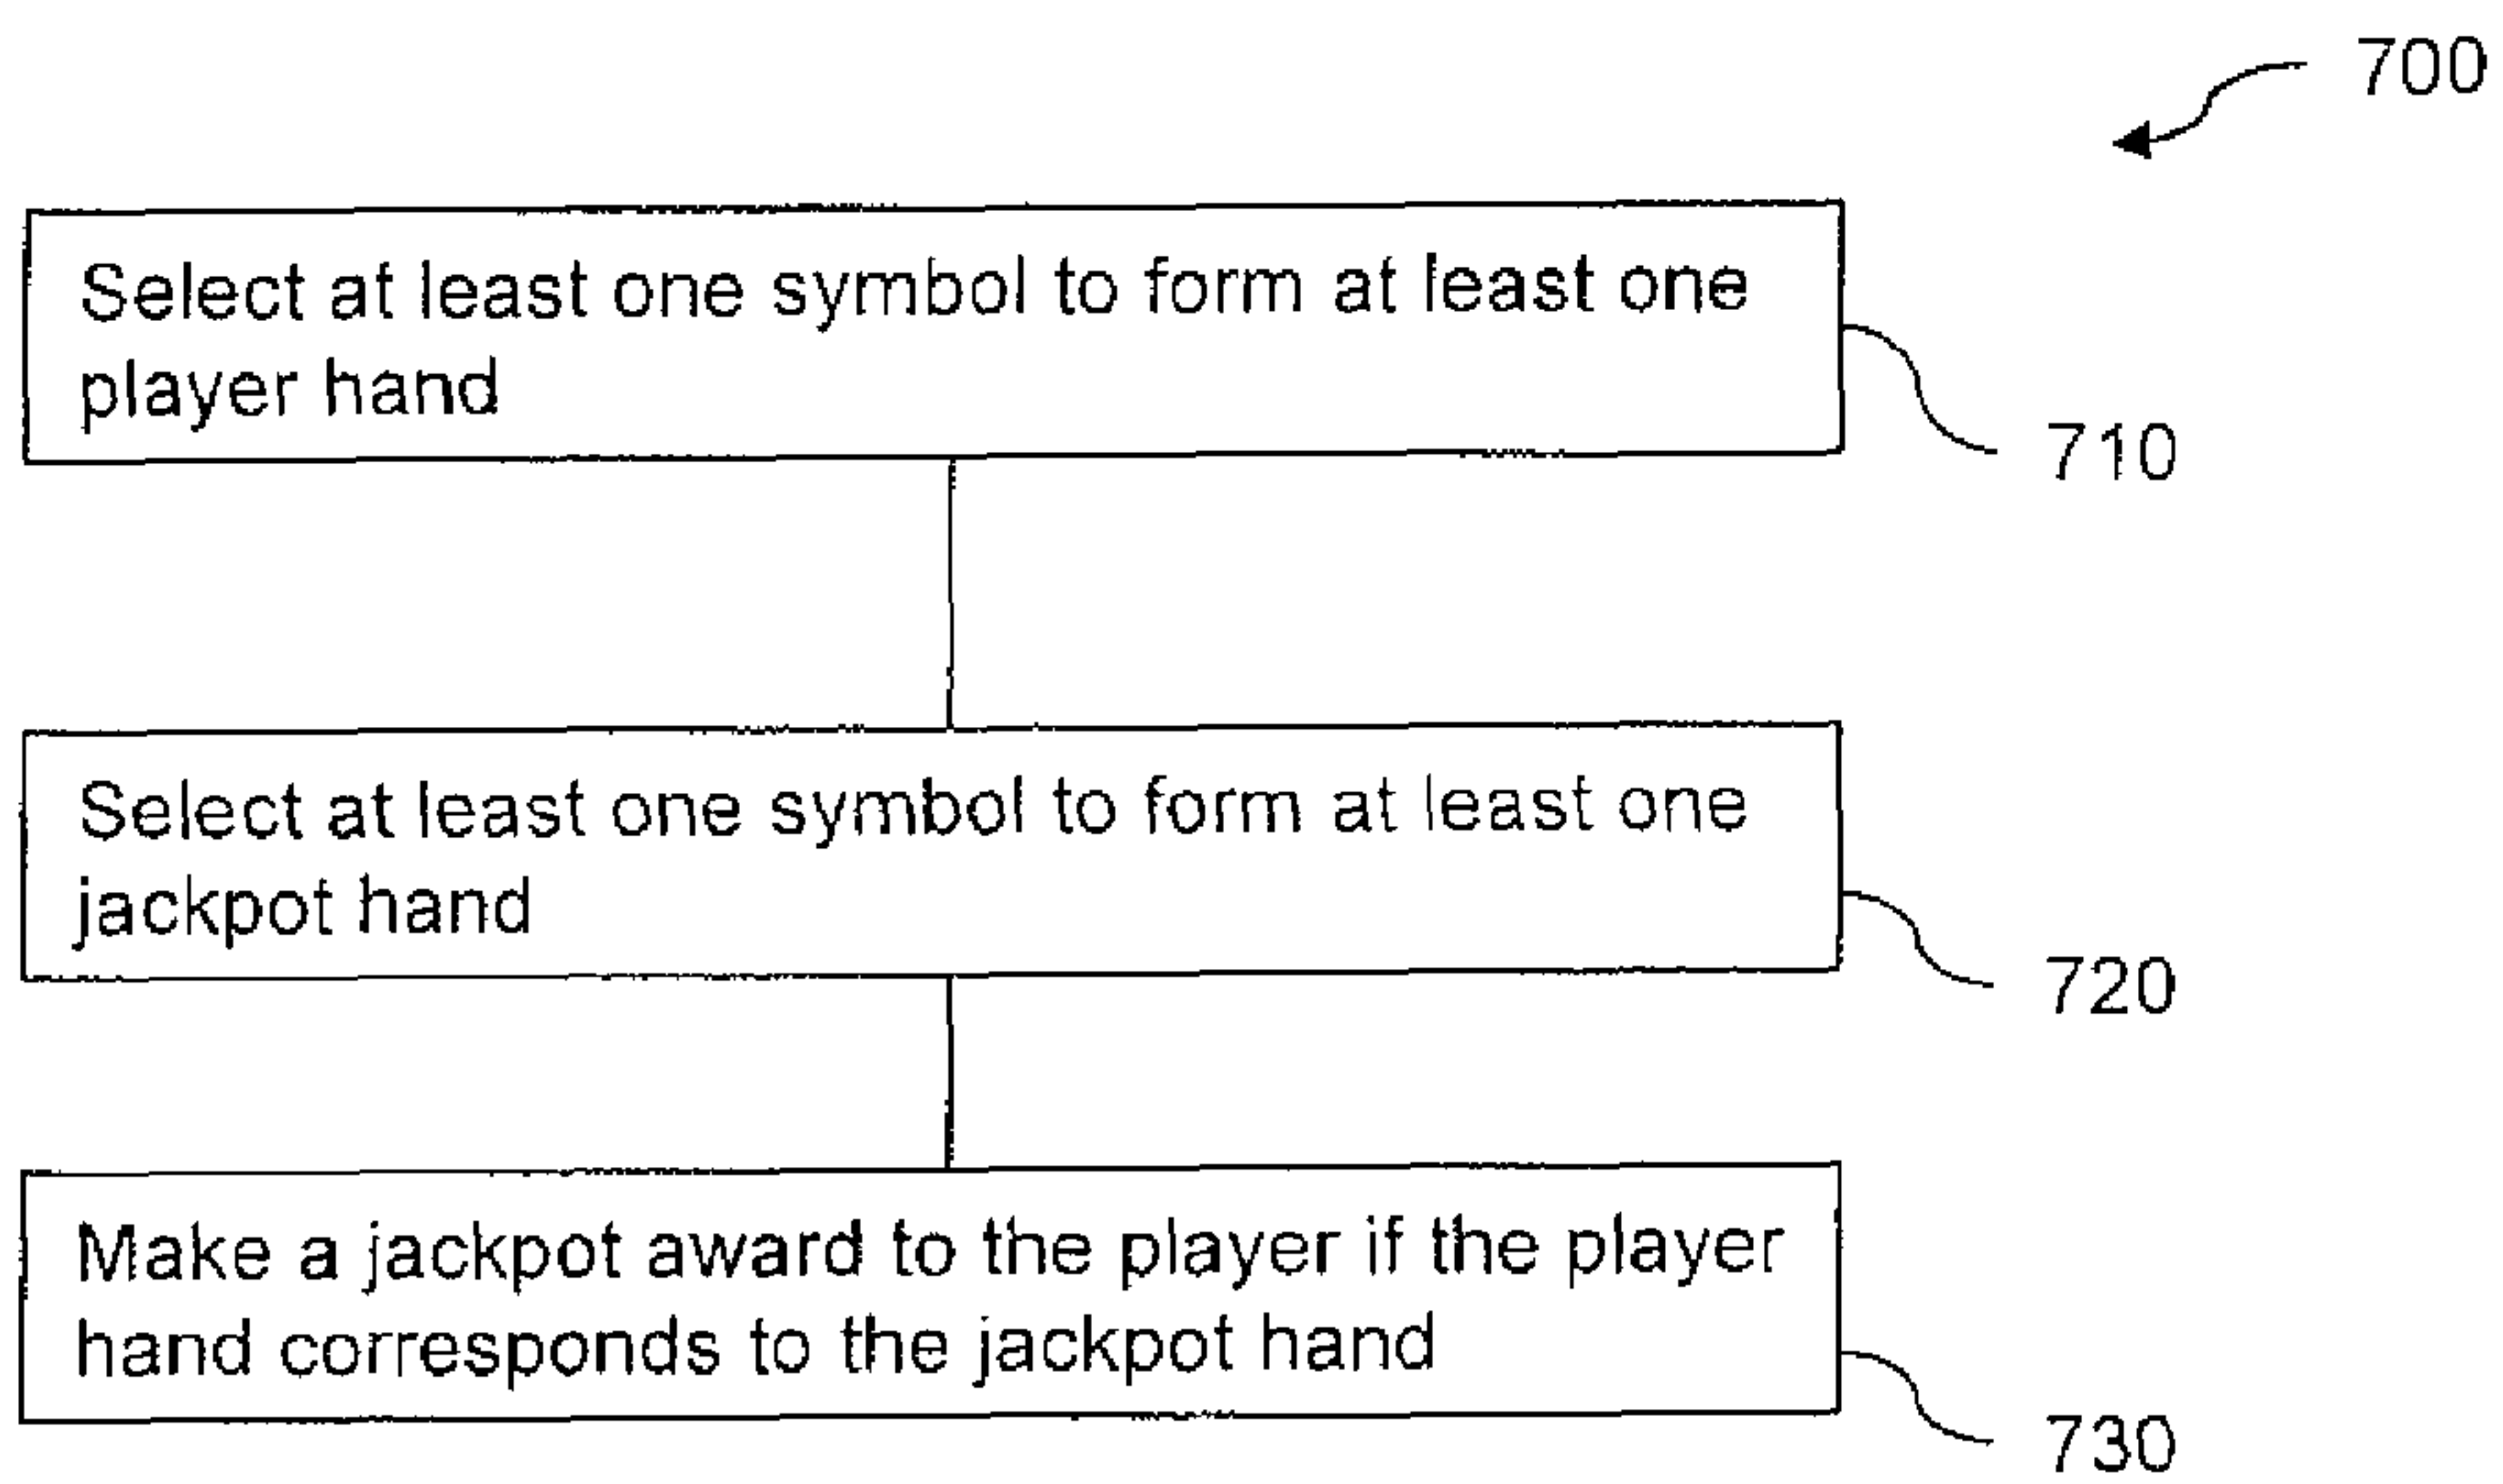 700
Select at least one symbol to form at least one
player hand
710
Select at least one symbol to form at least one
jackpot hand
720
Make a jackpot award to the player if the player
hand corresponds to the jackpot hand
730